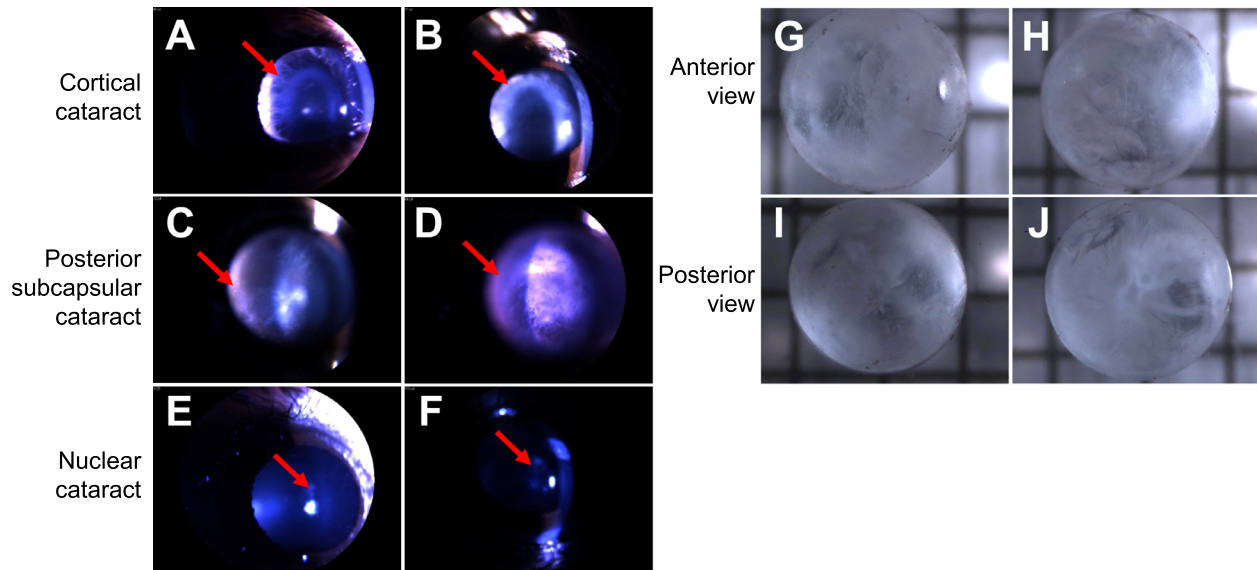 A
B
Cortical
cataract
C
D
Posterior
subcapsular
cataract
E
F
Nuclear
cataract
G
H
Anterior
view
I
J
Posterior
view